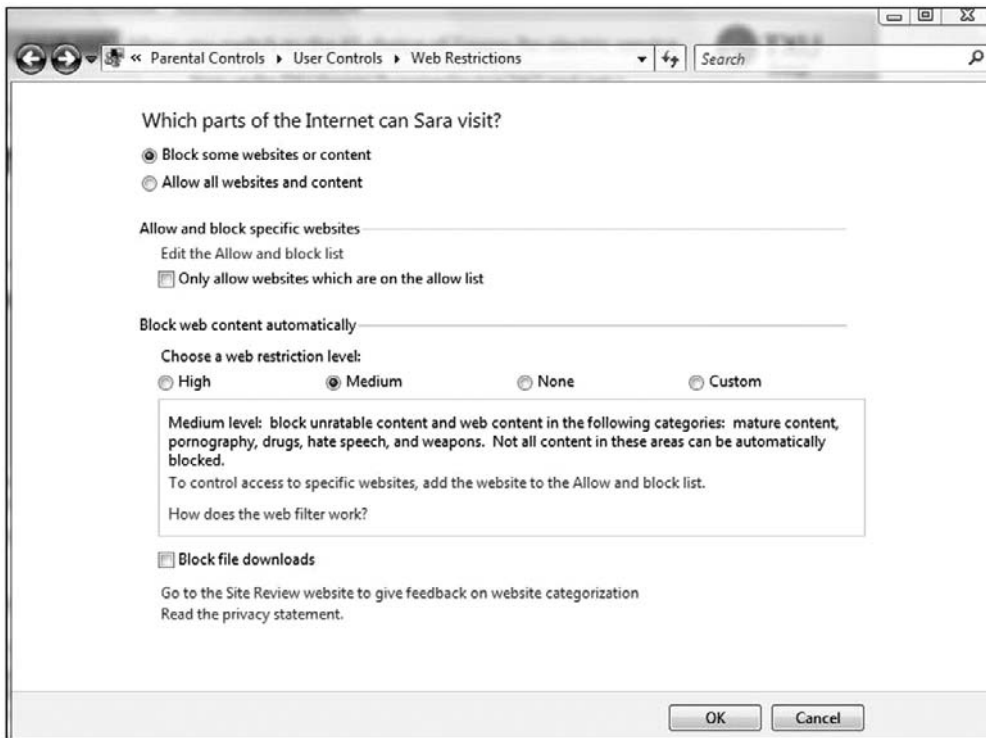 « Parental Controls ▸ User Controls ▸ Web Restrictions
Search
Which parts of the Internet can Sara visit?
Block some websites or content
Allow all websites and content
Allow and block specific websites
Edit the Allow and block list
Only allow websites which are on the allow list
Block web content automatically
Choose a web restriction level:
High Medium None Custom
Medium level: block unratable content and web content in the following categories: mature content,
pornography, drugs, hate speech, and weapons. Not all content in these areas can be automatically
blocked.
To control access to specific websites, add the website to the Allow and block list.
How does the web filter work?
Block file downloads
Go to the Site Review website to give feedback on website categorization
Read the privacy statement.
OK Cancel